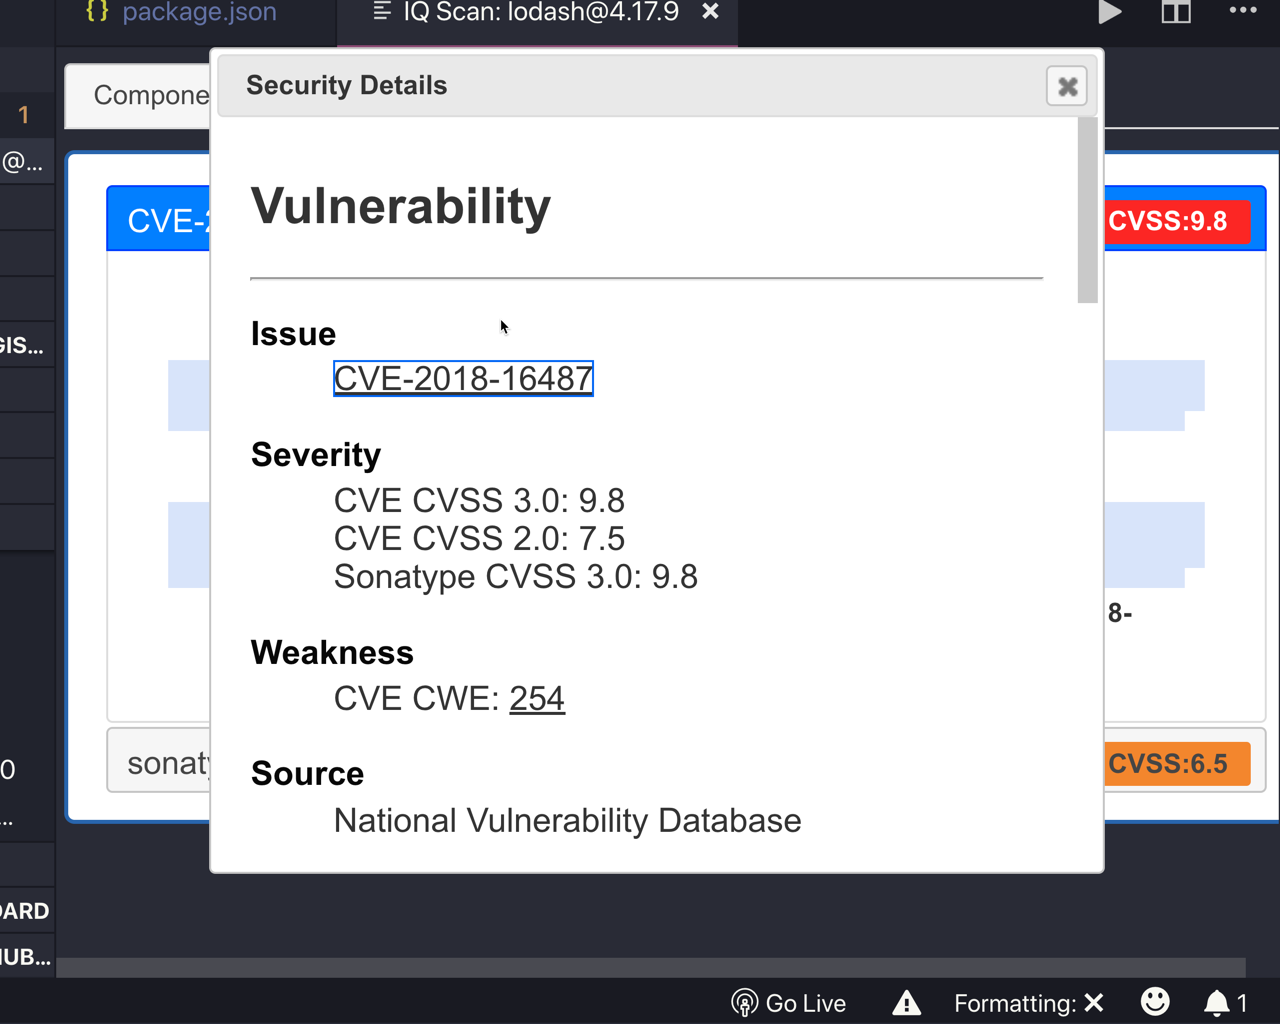 {} package.json
IQ Scan: lodash@4.17.9
Security Details
Compone
1
@...
Vulnerability
CVE-2
CVSS:9.8
Issue
GIS...
CVE-2018-16487
Severity
CVE CVSS 3.0: 9.8
CVE CVSS 2.0: 7.5
Sonatype CVSS 3.0: 9.8
8-
Weakness
CVE CWE: 254
Source
sonaty
CVSS:6.5
0
National Vulnerability Database
...
OARD
HUB...
Go Live
Formatting: ✕
1